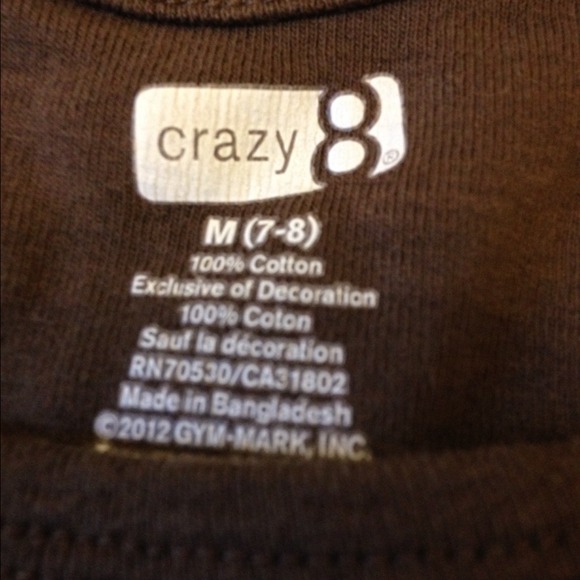 crazy 8®
M (7-8)
100% Cotton
Exclusive of Decoration
100% Coton
Sauf la décoration
RN70530/CA31802
Made in Bangladesh
©2012 GYM-MARK, INC.